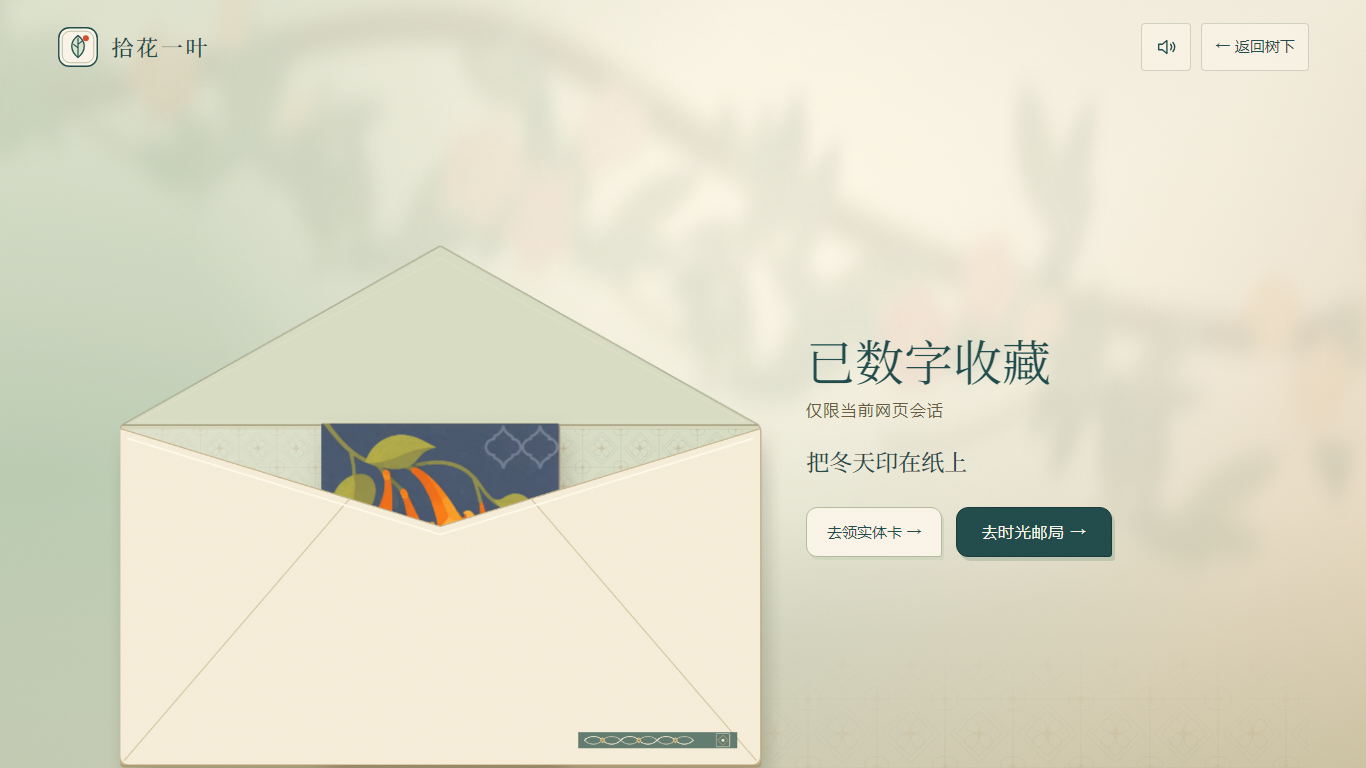 拾花一叶
← 返回树下
已数字收藏
仅限当前网页会话
把冬天印在纸上
去领实体卡 →
去时光邮局 →